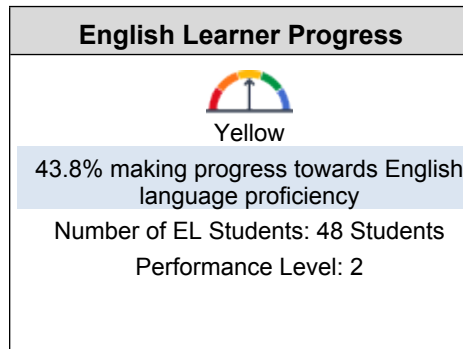 English Learner Progress
Yellow
43.8% making progress towards English
language proficiency
Number of EL Students: 48 Students
Performance Level: 2